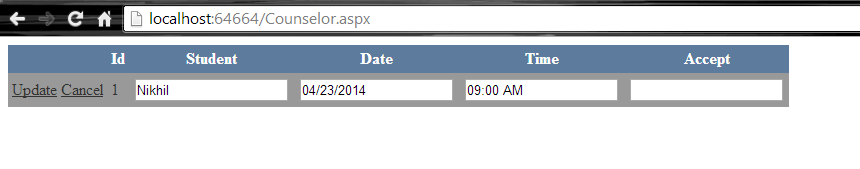 localhost:64664/Counselor.aspx
Id Student Date Time Accept
Update Cancel 1 Nikhil 04/23/2014 09:00 AM